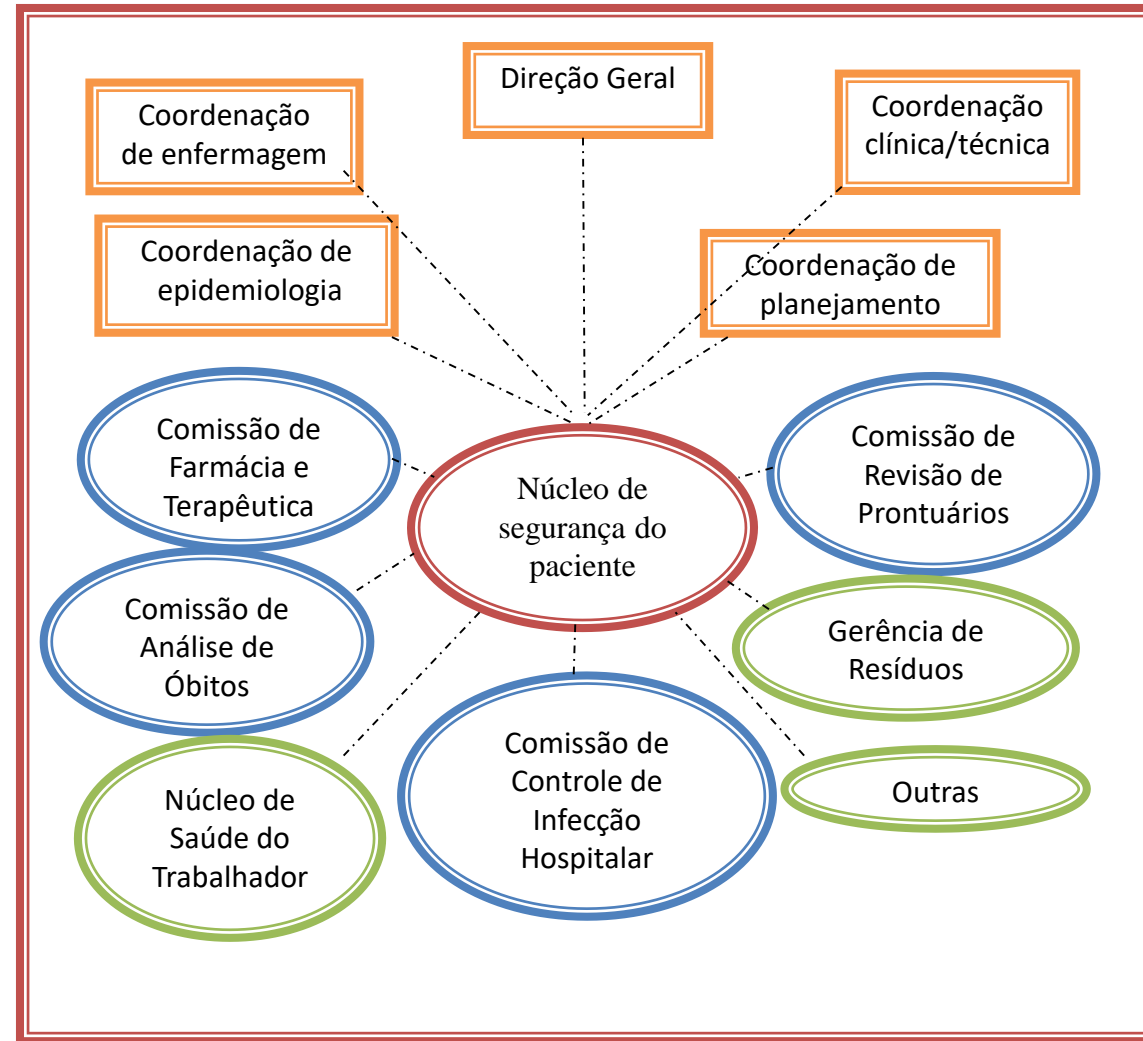 Direção Geral
Coordenação
de enfermagem
Coordenação
clínica/técnica
Coordenação de
epidemiologia
Coordenação de
planejamento
Comissão de
Farmácia e
Terapêutica
Núcleo de
segurança do
paciente
Comissão de
Revisão de
Prontuários
Comissão de
Análise de
Óbitos
Gerência de
Resíduos
Núcleo de
Saúde do
Trabalhador
Comissão de
Controle de
Infecção
Hospitalar
Outras